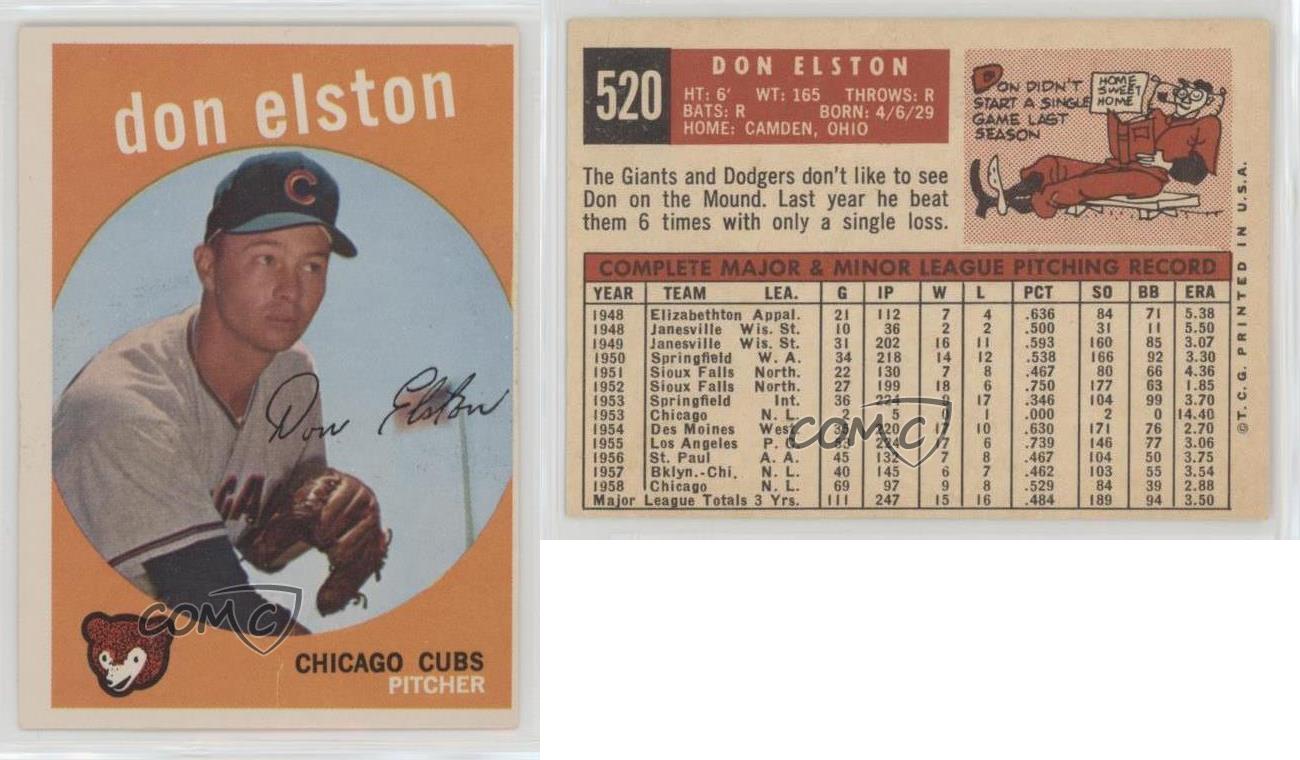 don elston
C
Don Elston
CHICAGO CUBS
PITCHER
COMC
520
DON ELSTON
HT: 6' WT: 165 THROWS: R
BATS: R BORN: 4/6/29
HOME: CAMDEN, OHIO
DON DIDN'T
START A SINGLE
GAME LAST
SEASON
HOME
SWEET
HOME
The Giants and Dodgers don't like to see
Don on the Mound. Last year he beat
them 6 times with only a single loss.
COMPLETE MAJOR & MINOR LEAGUE PITCHING RECORD
YEAR TEAM LEA. G IP W L PCT SO BB ERA
1948 Elizabethton Appal. 21 112 7 4 .636 84 71 5.38
1948 Janesville Wis. St. 10 36 2 2 .500 31 11 5.50
1949 Janesville Wis. St. 31 202 16 11 .593 160 85 3.07
1950 Springfield W. A. 34 218 14 12 .538 166 92 3.30
1951 Sioux Falls North. 22 130 7 8 .467 80 66 4.36
1952 Sioux Falls North. 27 199 18 6 .750 177 63 1.85
1953 Springfield Int. 36 224 9 17 .346 104 99 3.70
1953 Chicago N. L. 2 5 0 1 .000 2 0 14.40
1954 Des Moines West. 220 17 10 .630 171 76 2.70
1955 Los Angeles P. C. 17 6 .739 146 77 3.06
1956 St. Paul A. A. 45 132 7 8 .467 104 50 3.75
1957 Bklyn.-Chi. N. L. 40 145 6 7 .462 103 55 3.54
1958 Chicago N. L. 69 97 9 8 .529 84 39 2.88
Major League Totals 3 Yrs. 111 247 15 16 .484 189 94 3.50
COMC
©T. C. G. PRINTED IN U.S.A.